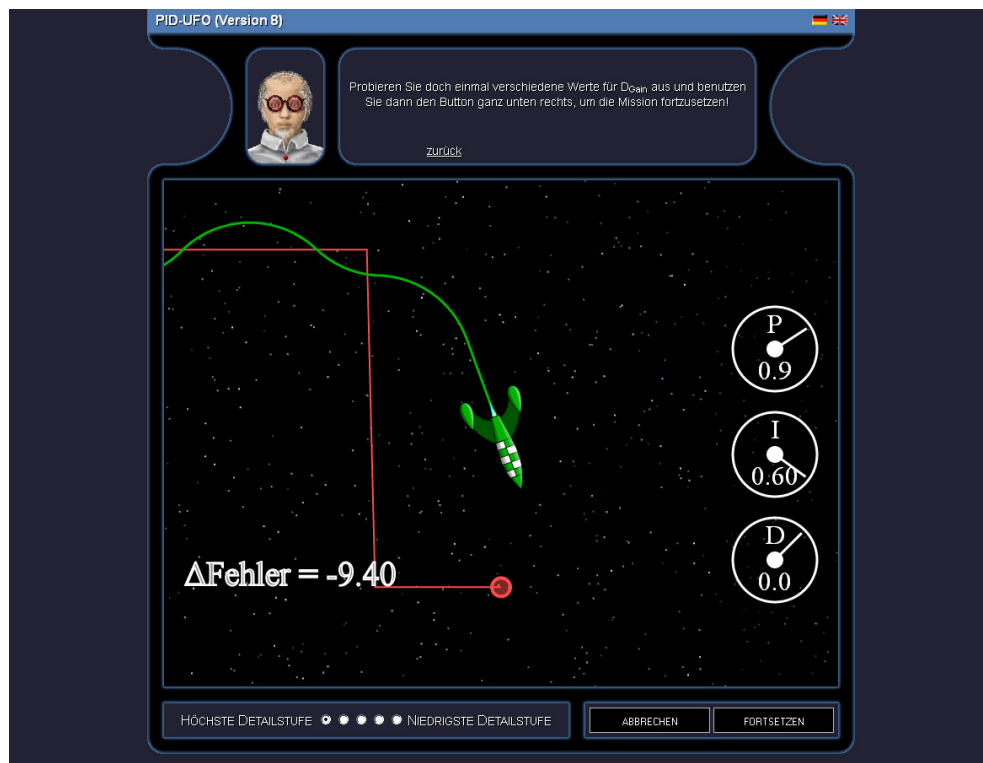 PID-UFO (Version 8)
Probieren Sie doch einmal verschiedene Werte für DGain aus und benutzen
Sie dann den Button ganz unten rechts, um die Mission fortzusetzen!
zurück
P
0.9
I
0.60
D
0.0
ΔFehler = -9.40
HÖCHSTE DETAILSTUFE NIEDRIGSTE DETAILSTUFE
ABBRECHEN FORTSETZEN